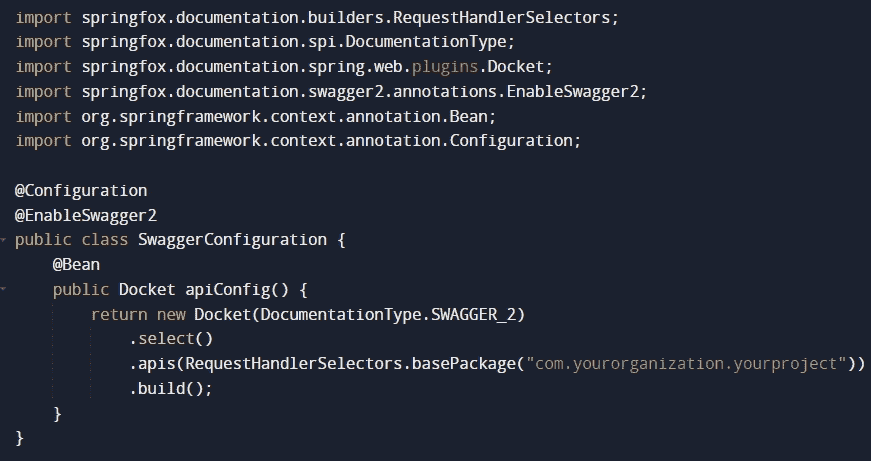 import springfox.documentation.builders.RequestHandlerSelectors;
import springfox.documentation.spi.DocumentationType;
import springfox.documentation.spring.web.plugins.Docket;
import springfox.documentation.swagger2.annotations.EnableSwagger2;
import org.springframework.context.annotation.Bean;
import org.springframework.context.annotation.Configuration;

@Configuration
@EnableSwagger2
public class SwaggerConfiguration {
    @Bean
    public Docket apiConfig() {
        return new Docket(DocumentationType.SWAGGER_2)
            .select()
            .apis(RequestHandlerSelectors.basePackage("com.yourorganization.yourproject"))
            .build();
    }
}